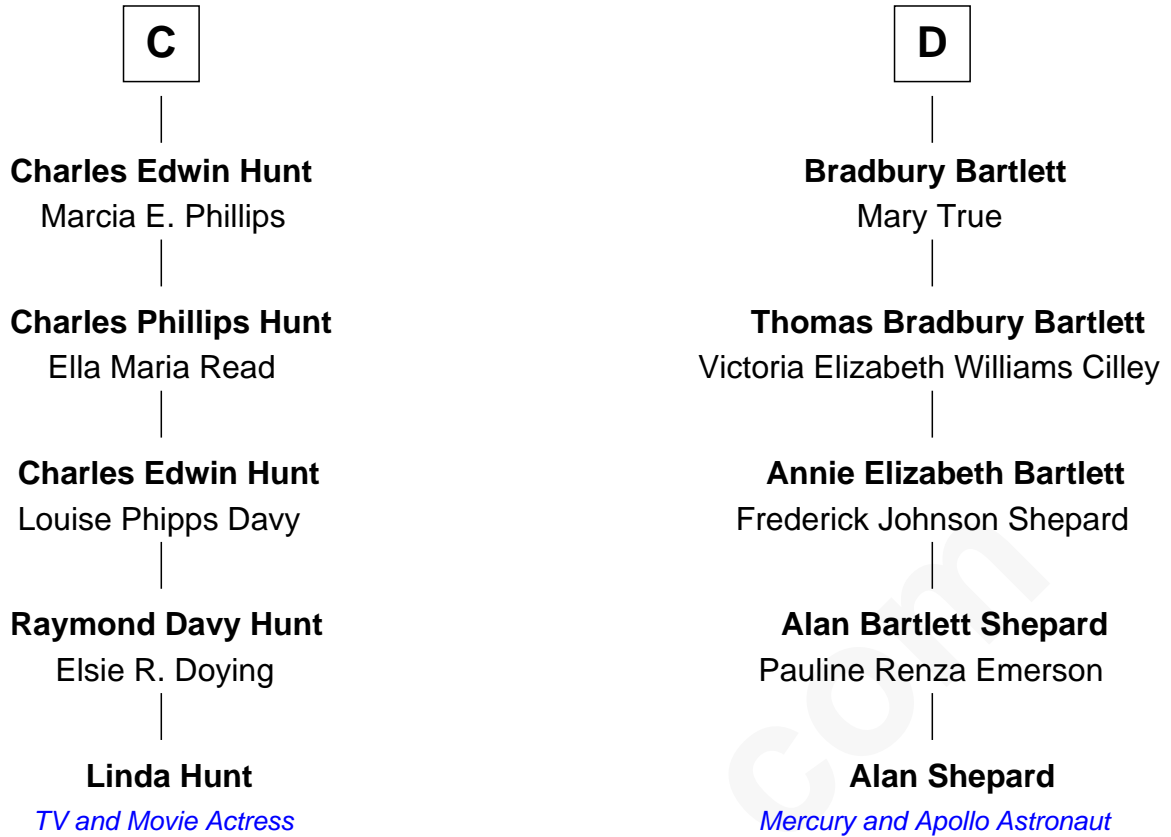 C
Charles Edwin Hunt
Marcia E. Phillips
Charles Phillips Hunt
Ella Maria Read
Charles Edwin Hunt
Louise Phipps Davy
Raymond Davy Hunt
Elsie R. Doying
Linda Hunt
TV and Movie Actress
D
Bradbury Bartlett
Mary True
Thomas Bradbury Bartlett
Victoria Elizabeth Williams Cilley
Annie Elizabeth Bartlett
Frederick Johnson Shepard
Alan Bartlett Shepard
Pauline Renza Emerson
Alan Shepard
Mercury and Apollo Astronaut
com